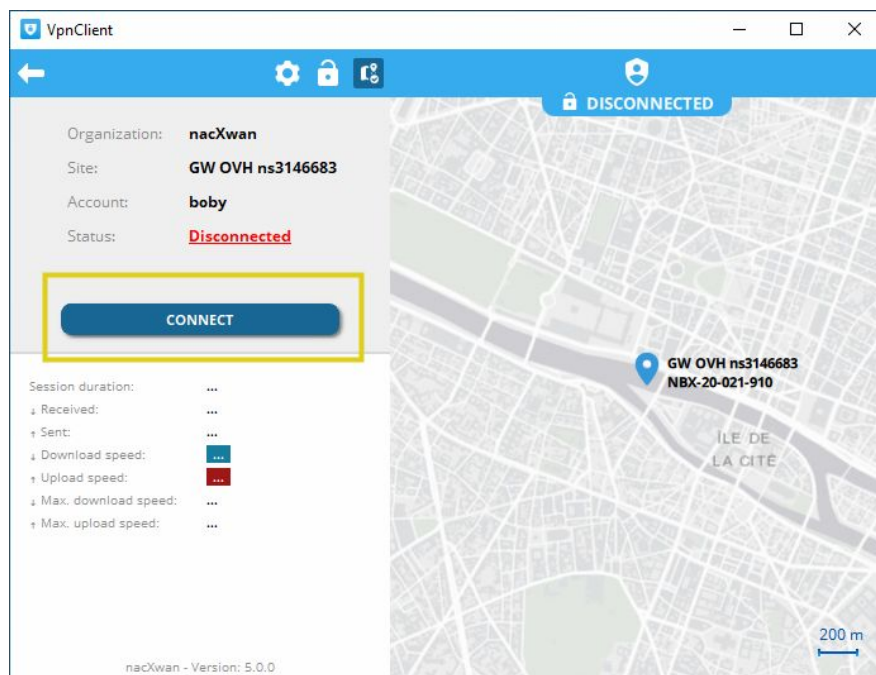 VpnClient
DISCONNECTED
Organization: nacXwan
Site: GW OVH ns3146683
Account: boby
Status: Disconnected
CONNECT
Session duration: ...
↓ Received: ...
↑ Sent: ...
↓ Download speed: ...
↑ Upload speed: ...
↓ Max. download speed: ...
↑ Max. upload speed: ...
nacXwan - Version: 5.0.0
GW OVH ns3146683
NBX-20-021-910
ÎLE DE
LA CITÉ
200 m